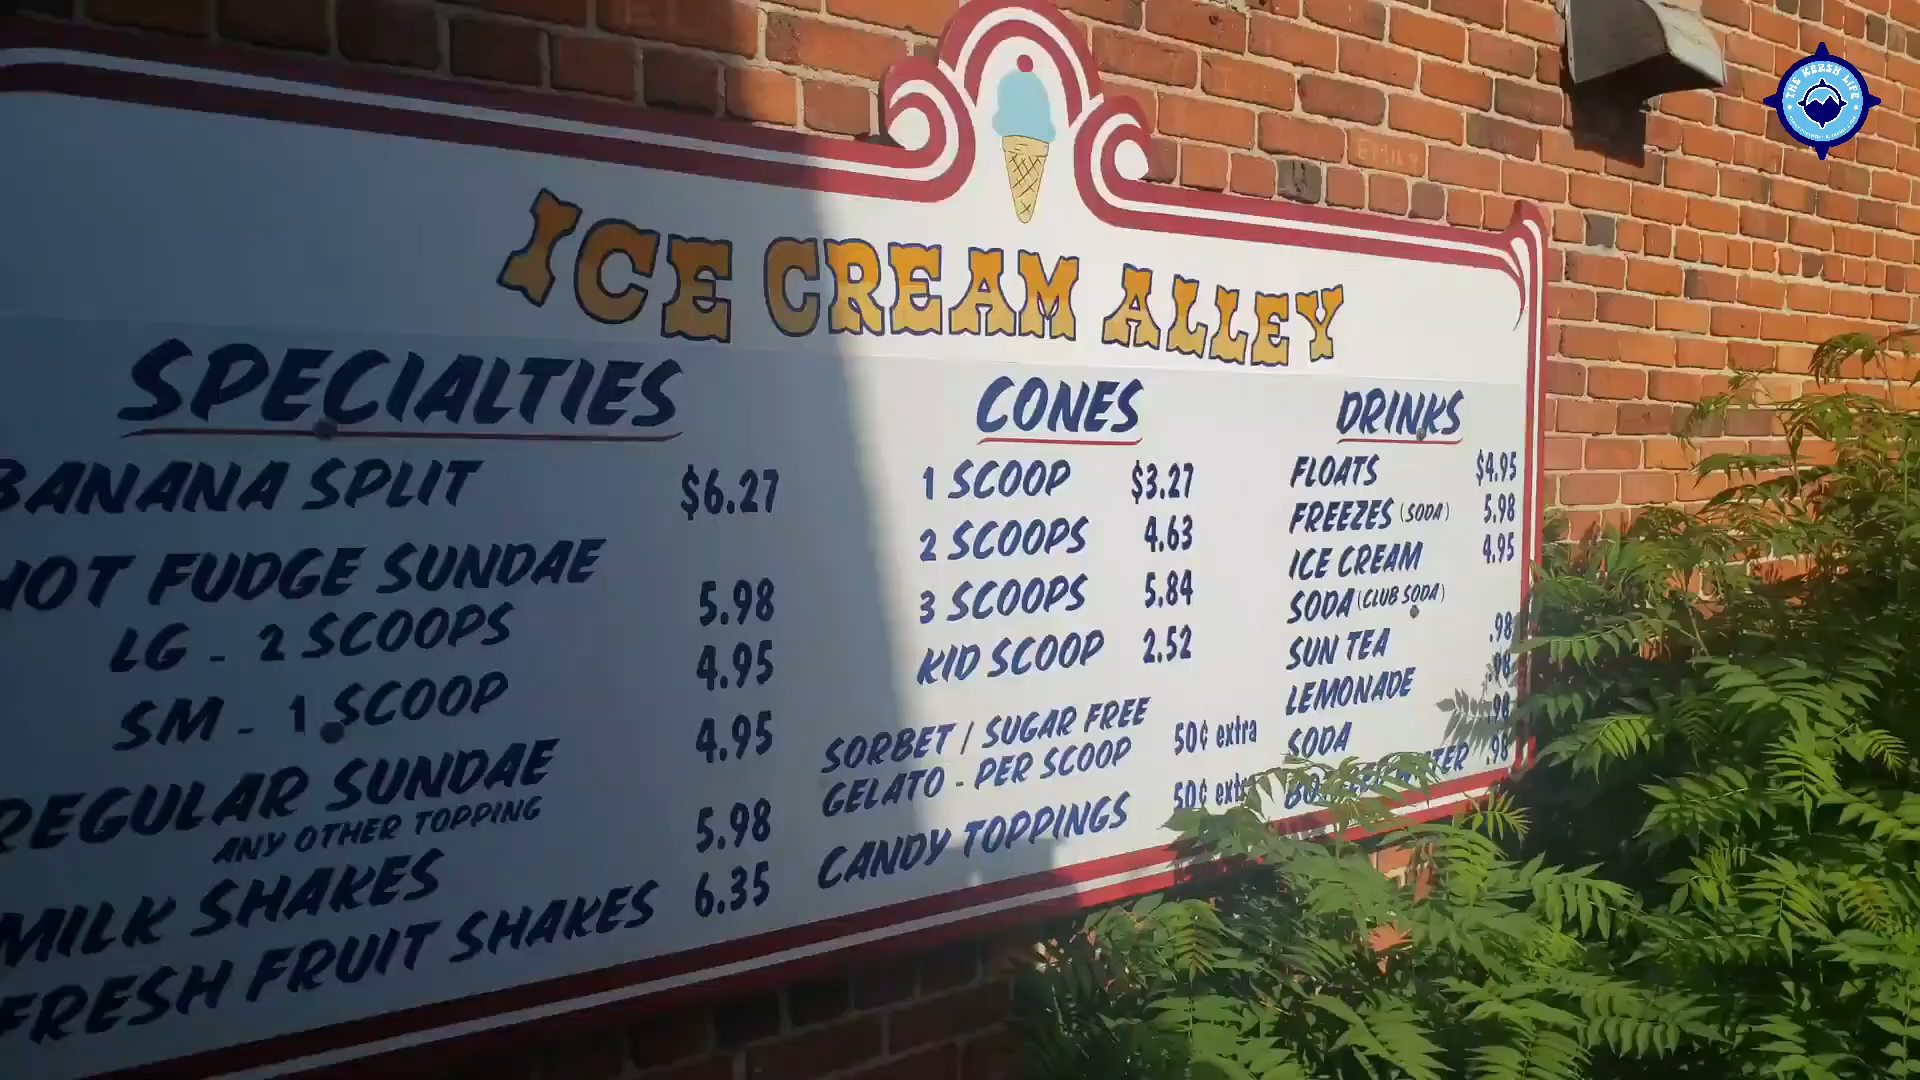 THE KERSH LIFE
EMILY
ICE CREAM ALLEY
SPECIALTIES
BANANA SPLIT $6.27
HOT FUDGE SUNDAE
LG - 2 SCOOPS 5.98
SM - 1 SCOOP 4.95
REGULAR SUNDAE 4.95
ANY OTHER TOPPING
MILK SHAKES 5.98
FRESH FRUIT SHAKES 6.35
CONES
1 SCOOP $3.27
2 SCOOPS 4.63
3 SCOOPS 5.84
KID SCOOP 2.52
SORBET / SUGAR FREE
GELATO - PER SCOOP 50¢ extra
CANDY TOPPINGS 50¢ extra
DRINKS
FLOATS $4.95
FREEZES (SODA) 5.98
ICE CREAM 4.95
SODA (CLUB SODA)
SUN TEA .98
LEMONADE .98
SODA .98
.98